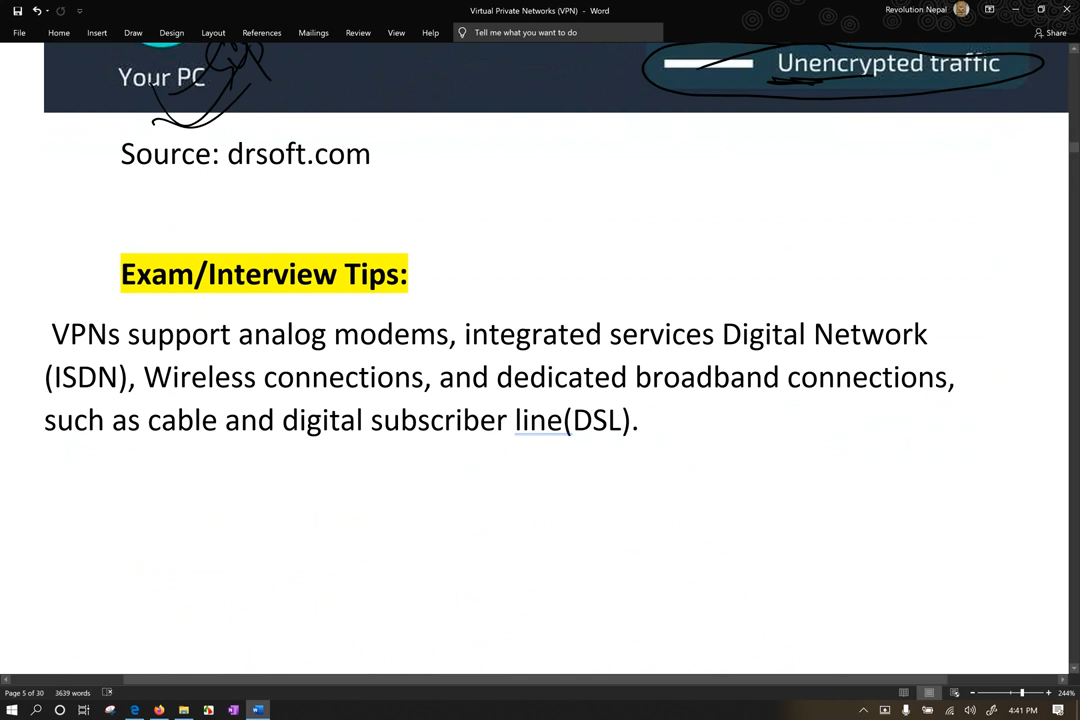 Virtual Private Networks (VPN) - Word
Revolution Nepal
File Home Insert Draw Design Layout References Mailings Review View Help Tell me what you want to do Share
Your PC
Unencrypted traffic
Source: drsoft.com
Exam/Interview Tips:
VPNs support analog modems, integrated services Digital Network
(ISDN), Wireless connections, and dedicated broadband connections,
such as cable and digital subscriber line(DSL).
Page 5 of 30 3639 words 244%
4:41 PM